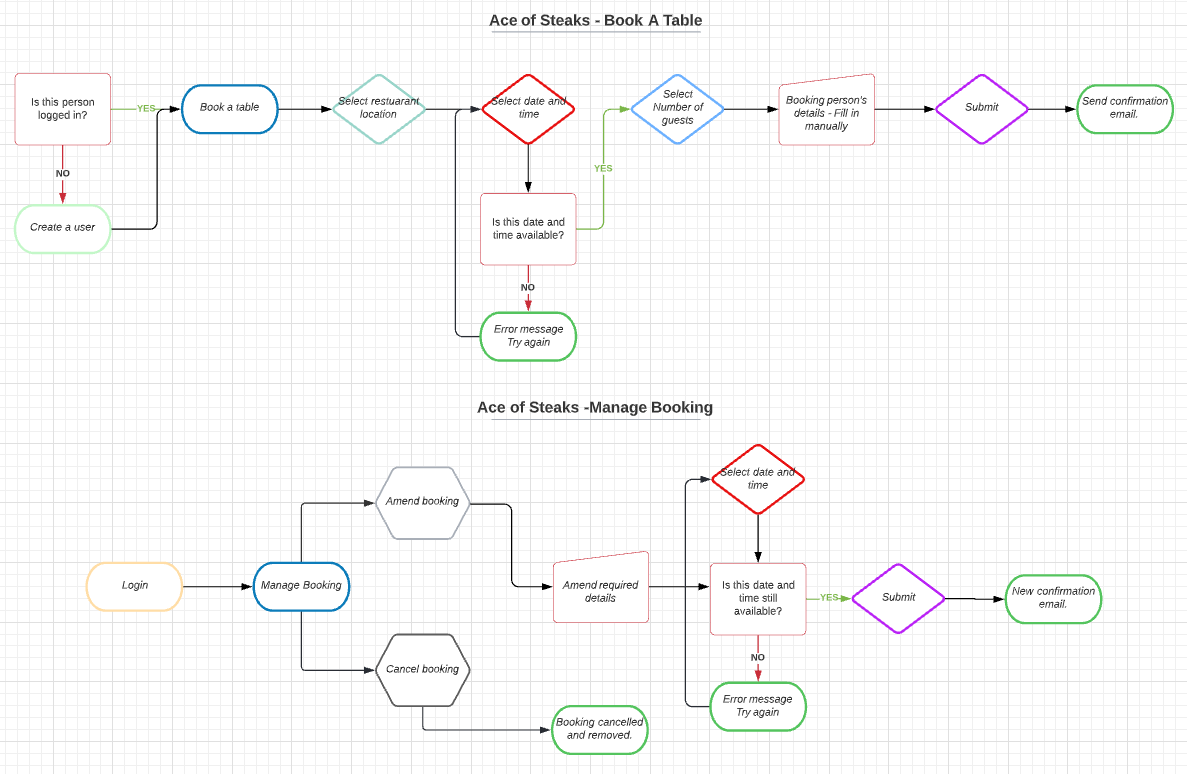 Ace of Steaks - Book A Table
Is this person
logged in?
YES
Book a table
Select restuarant
location
Select date and
time
Select
Number of
guests
Booking person's
details - Fill in
manually
Submit
Send confirmation
email.
NO
YES
Create a user
Is this date and
time available?
NO
Error message
Try again
Ace of Steaks -Manage Booking
Select date and
time
Amend booking
Login
Manage Booking
Amend required
details
Is this date and
time still
available?
YES
Submit
New confirmation
email.
NO
Cancel booking
Error message
Try again
Booking cancelled
and removed.